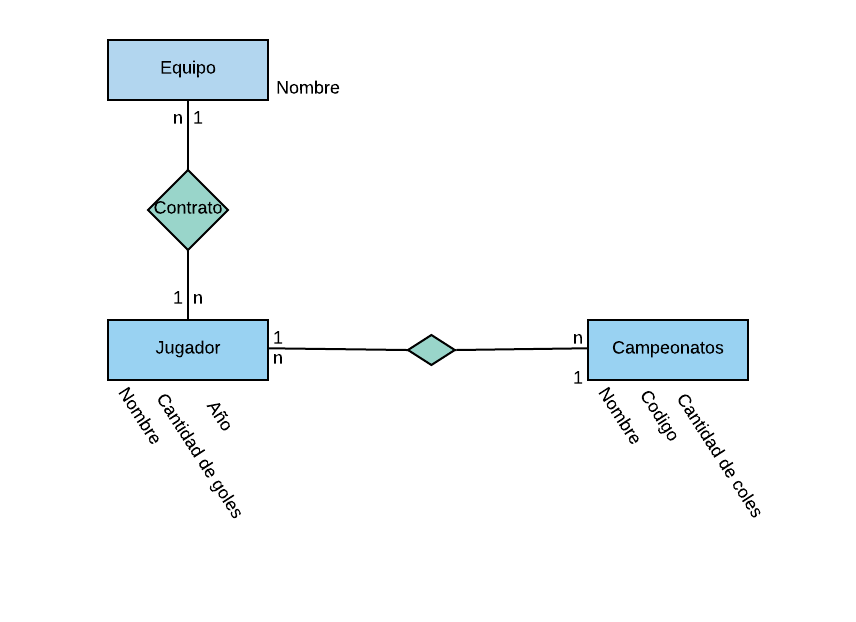 Equipo
Nombre
n 1
Contrato
1 n
Jugador
1
n
n
1
Campeonatos
Nombre
Cantidad de goles
Año
Nombre
Codigo
Cantidad de coles